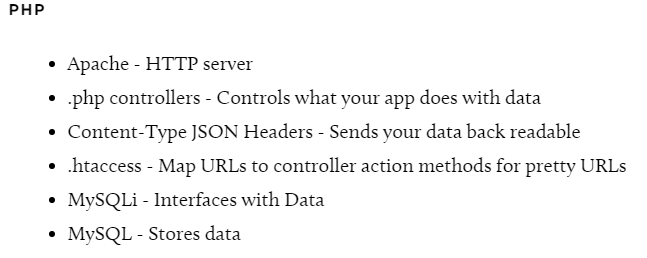 PHP
Apache - HTTP server
.php controllers - Controls what your app does with data
Content-Type JSON Headers - Sends your data back readable
.htaccess - Map URLs to controller action methods for pretty URLs
MySQLi - Interfaces with Data
MySQL - Stores data